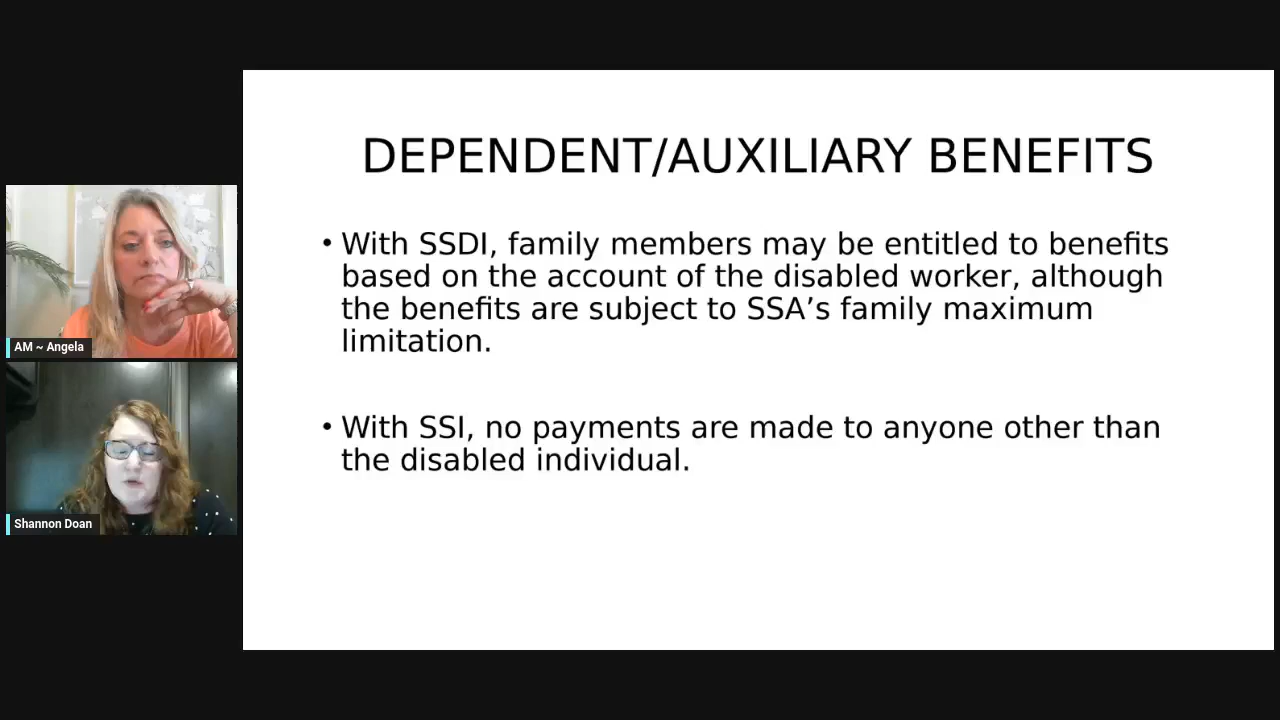 DEPENDENT/AUXILIARY BENEFITS
• With SSDI, family members may be entitled to benefits
based on the account of the disabled worker, although
the benefits are subject to SSA’s family maximum
limitation.
• With SSI, no payments are made to anyone other than
the disabled individual.
AM ~ Angela
Shannon Doan